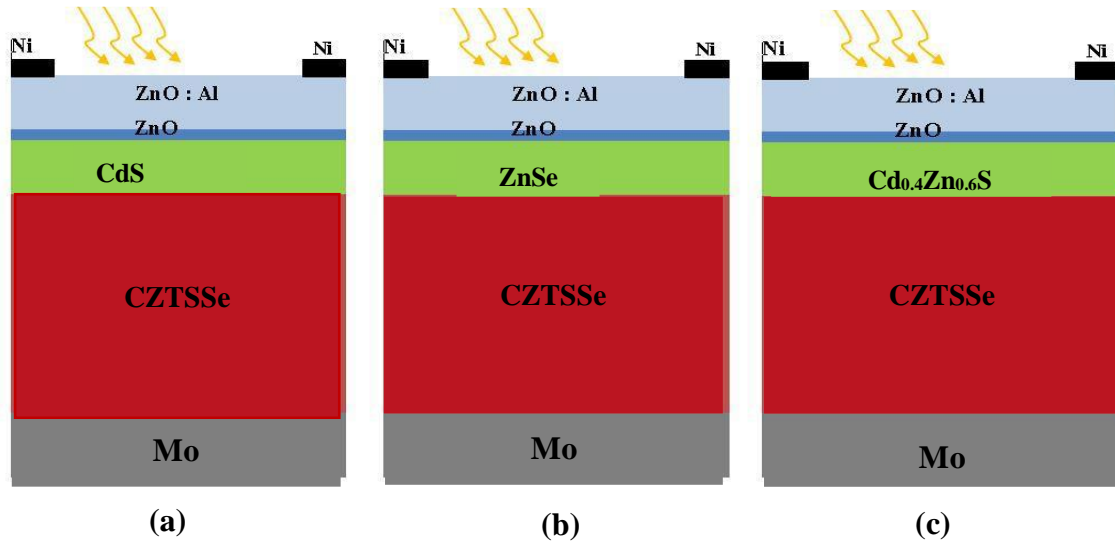 Ni
Ni
ZnO : Al
ZnO
CdS
CZTSSe
Mo
(a)
Ni
Ni
ZnO : Al
ZnO
ZnSe
CZTSSe
Mo
(b)
Ni
Ni
ZnO : Al
ZnO
Cd0.4Zn0.6S
CZTSSe
Mo
(c)